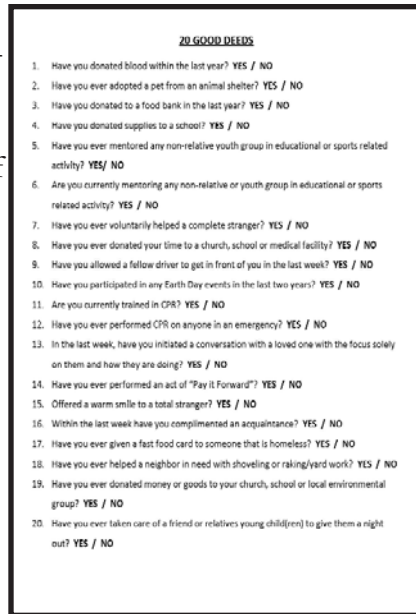 20 GOOD DEEDS
1. Have you donated blood within the last year? YES / NO
2. Have you ever adopted a pet from an animal shelter? YES / NO
3. Have you donated to a food bank in the last year? YES / NO
4. Have you donated supplies to a school? YES / NO
5. Have you ever mentored any non-relative youth group in educational or sports related
activity? YES/ NO
6. Are you currently mentoring any non-relative or youth group in educational or sports
related activity? YES / NO
7. Have you ever voluntarily helped a complete stranger? YES / NO
8. Have you ever donated your time to a church, school or medical facility? YES / NO
9. Have you allowed a fellow driver to get in front of you in the last week? YES / NO
10. Have you participated in any Earth Day events in the last two years? YES / NO
11. Are you currently trained in CPR? YES / NO
12. Have you ever performed CPR on anyone in an emergency? YES / NO
13. In the last week, have you initiated a conversation with a loved one with the focus solely
on them and how they are doing? YES / NO
14. Have you ever performed an act of "Pay it Forward"? YES / NO
15. Offered a warm smile to a total stranger? YES / NO
16. Within the last week have you complimented an acquaintance? YES / NO
17. Have you ever given a fast food card to someone that is homeless? YES / NO
18. Have you ever helped a neighbor in need with shoveling or raking/yard work? YES / NO
19. Have you ever donated money or goods to your church, school or local environmental
group? YES / NO
20. Have you ever taken care of a friend or relatives young child(ren) to give them a night
out? YES / NO